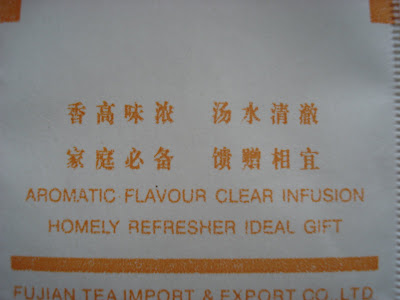 香高味浓 汤水清澈
家庭必备 馈赠相宜
AROMATIC FLAVOUR CLEAR INFUSION
HOMELY REFRESHER IDEAL GIFT
FUJIAN TEA IMPORT & EXPORT CO. LTD